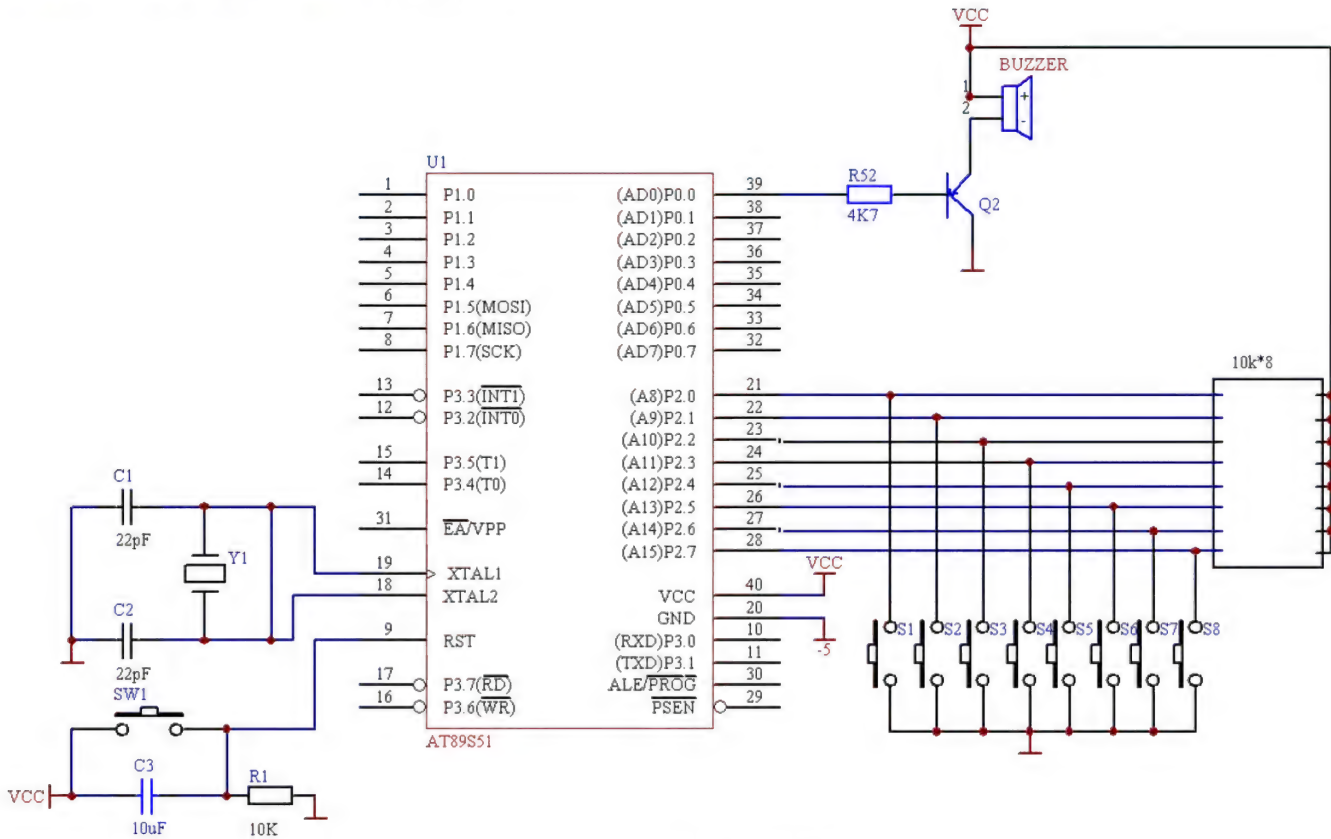 VCC
BUZZER
1
2
U1
1 P1.0 (AD0)P0.0 39
R52
4K7
Q2
2 P1.1 (AD1)P0.1 38
3 P1.2 (AD2)P0.2 37
4 P1.3 (AD3)P0.3 36
5 P1.4 (AD4)P0.4 35
6 P1.5(MOSI) (AD5)P0.5 34
7 P1.6(MISO) (AD6)P0.6 33
8 P1.7(SCK) (AD7)P0.7 32
10k*8
13 P3.3(INT1) (A8)P2.0 21
12 P3.2(INT0) (A9)P2.1 22
(A10)P2.2 23
15 P3.5(T1) (A11)P2.3 24
14 P3.4(T0) (A12)P2.4 25
(A13)P2.5 26
31 EA/VPP (A14)P2.6 27
(A15)P2.7 28
C1
22pF
Y1
19 XTAL1
18 XTAL2 VCC 40
VCC
GND 20
-5
C2
22pF
9 RST (RXD)P3.0 10
(TXD)P3.1 11
17 P3.7(RD) ALE/PROG 30
16 P3.6(WR) PSEN 29
S1 S2 S3 S4 S5 S6 S7 S8
SW1
AT89S51
VCC
C3
10uF
R1
10K